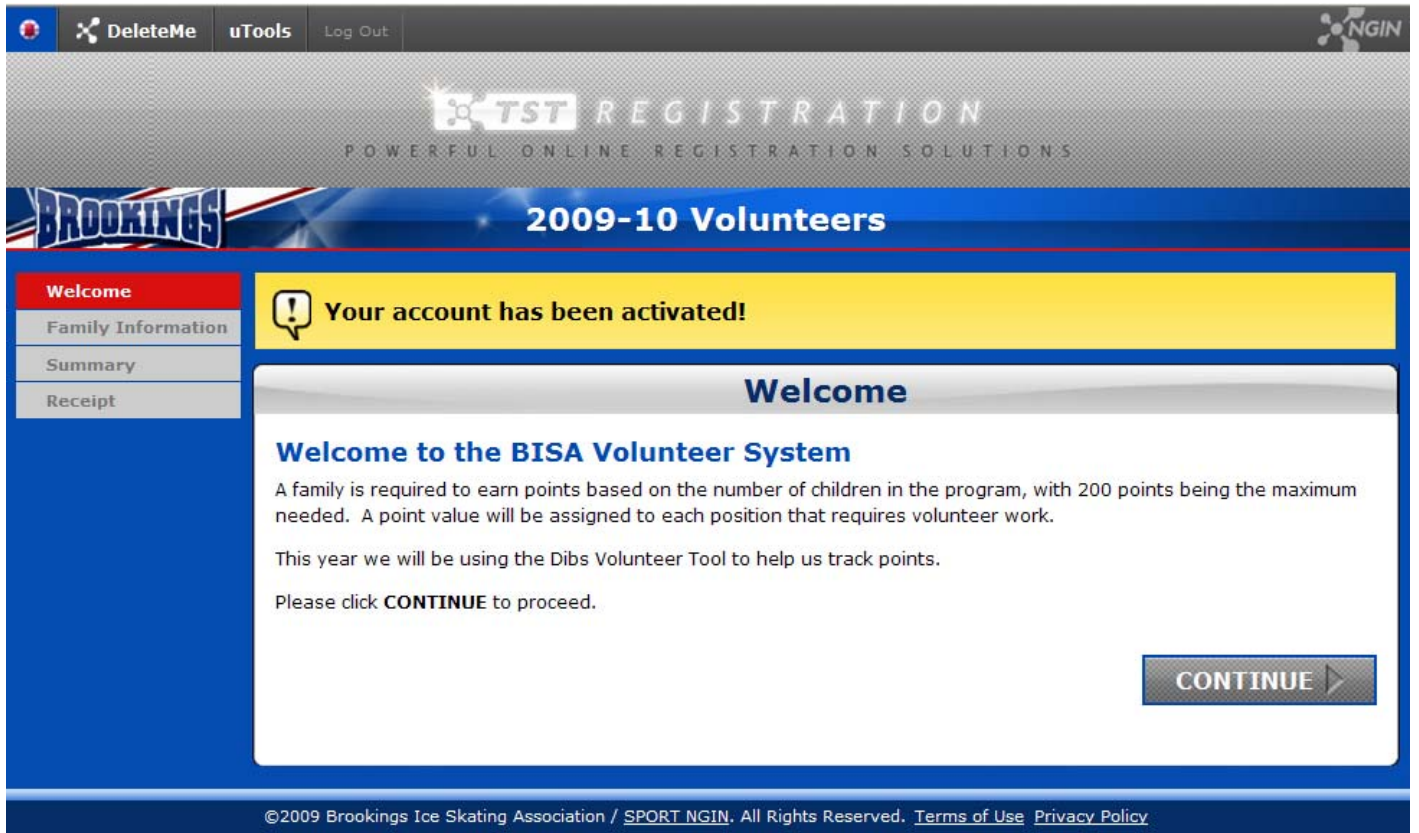 DeleteMe uTools Log Out NGIN
TST REGISTRATION
POWERFUL ONLINE REGISTRATION SOLUTIONS
BROOKINGS
2009-10 Volunteers
Welcome
Family Information
Summary
Receipt
Your account has been activated!
Welcome
Welcome to the BISA Volunteer System
A family is required to earn points based on the number of children in the program, with 200 points being the maximum
needed. A point value will be assigned to each position that requires volunteer work.
This year we will be using the Dibs Volunteer Tool to help us track points.
Please click CONTINUE to proceed.
CONTINUE
©2009 Brookings Ice Skating Association / SPORT NGIN. All Rights Reserved. Terms of Use Privacy Policy